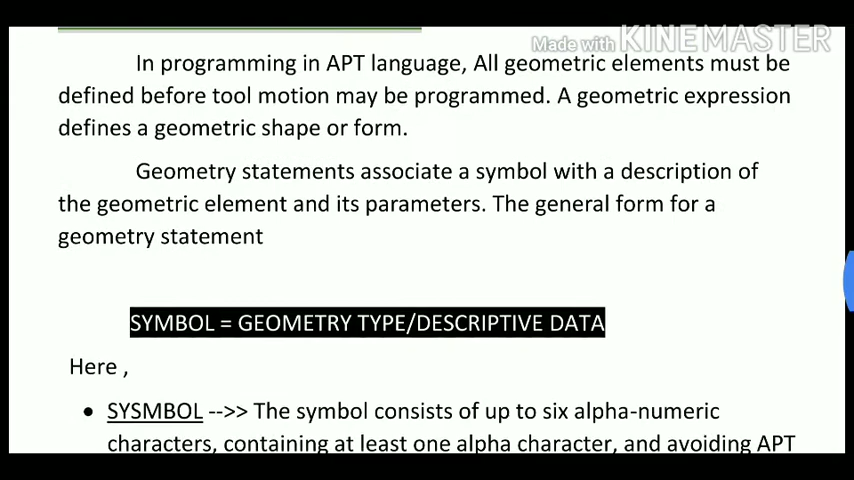 Made with KINEMASTER
In programming in APT language, All geometric elements must be
defined before tool motion may be programmed. A geometric expression
defines a geometric shape or form.
Geometry statements associate a symbol with a description of
the geometric element and its parameters. The general form for a
geometry statement
SYMBOL = GEOMETRY TYPE/DESCRIPTIVE DATA
Here ,
• SYSMBOL -->> The symbol consists of up to six alpha-numeric
characters, containing at least one alpha character, and avoiding APT